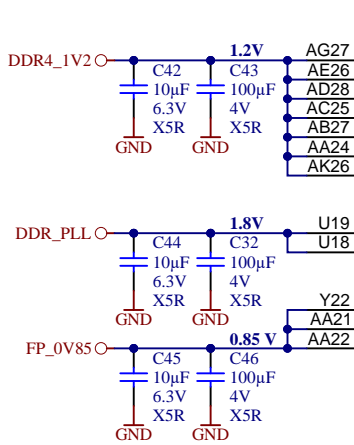 1.2V AG27
DDR4_1V2 AE26
C42 C43 AD28
10µF 100µF AC25
6.3V 4V AB27
X5R X5R AA24
GND GND AK26
1.8V U19
DDR_PLL U18
C44 C32
10µF 100µF
6.3V 4V
X5R X5R
GND GND
Y22
AA21
0.85 V AA22
FP_0V85
C45 C46
10µF 100µF
6.3V 4V
X5R X5R
GND GND